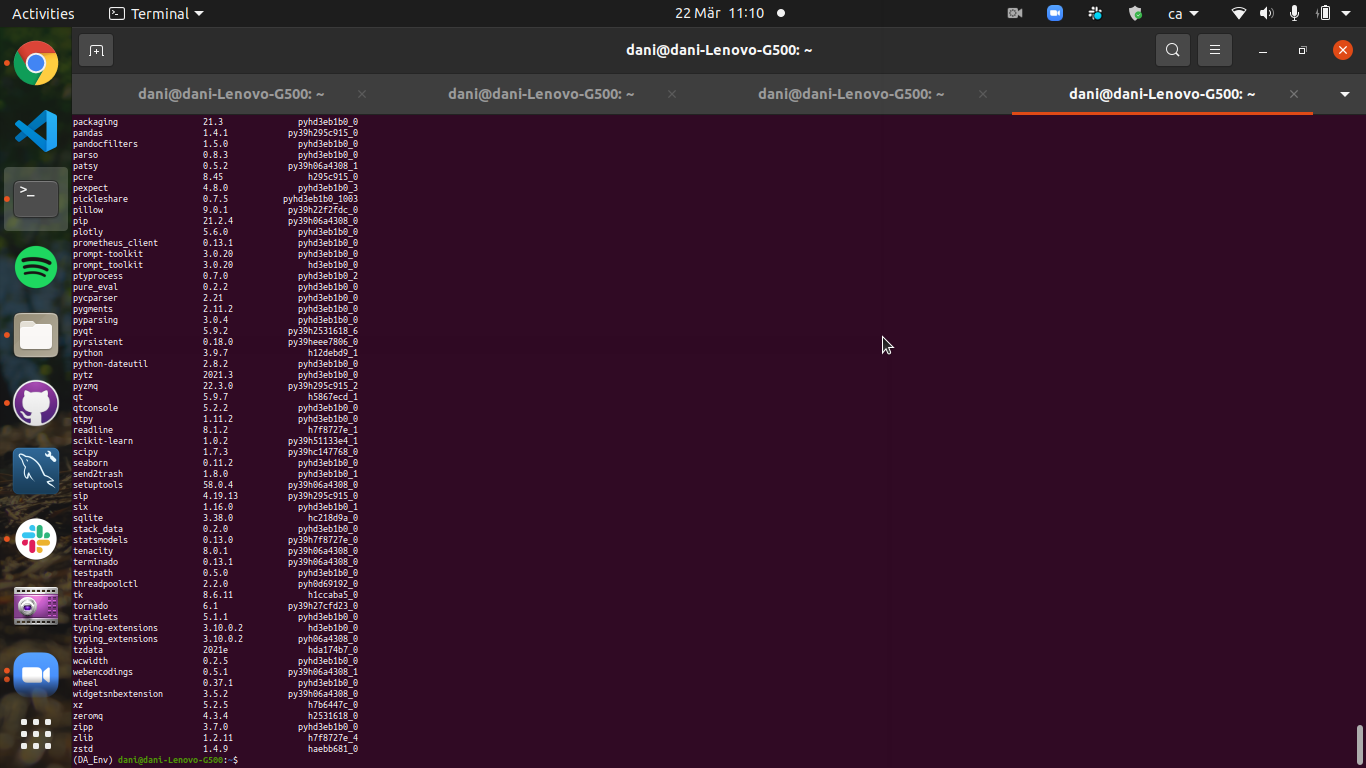 Activities Terminal 22 Mär 11:10 ca
dani@dani-Lenovo-G500: ~
dani@dani-Lenovo-G500: ~ dani@dani-Lenovo-G500: ~ dani@dani-Lenovo-G500: ~ dani@dani-Lenovo-G500: ~
packaging 21.3 pyhd3eb1b0_0
pandas 1.4.1 py39h295c915_0
pandocfilters 1.5.0 pyhd3eb1b0_0
parso 0.8.3 pyhd3eb1b0_0
patsy 0.5.2 py39h06a4308_1
pcre 8.45 h295c915_0
pexpect 4.8.0 pyhd3eb1b0_3
pickleshare 0.7.5 pyhd3eb1b0_1003
pillow 9.0.1 py39h22f2fdc_0
pip 21.2.4 py39h06a4308_0
plotly 5.6.0 pyhd3eb1b0_0
prometheus_client 0.13.1 pyhd3eb1b0_0
prompt-toolkit 3.0.20 pyhd3eb1b0_0
prompt_toolkit 3.0.20 hd3eb1b0_0
ptyprocess 0.7.0 pyhd3eb1b0_2
pure_eval 0.2.2 pyhd3eb1b0_0
pycparser 2.21 pyhd3eb1b0_0
pygments 2.11.2 pyhd3eb1b0_0
pyparsing 3.0.4 pyhd3eb1b0_0
pyqt 5.9.2 py39h2531618_6
pyrsistent 0.18.0 py39heee7806_0
python 3.9.7 h12debd9_1
python-dateutil 2.8.2 pyhd3eb1b0_0
pytz 2021.3 pyhd3eb1b0_0
pyzmq 22.3.0 py39h295c915_2
qt 5.9.7 h5867ecd_1
qtconsole 5.2.2 pyhd3eb1b0_0
qtpy 1.11.2 pyhd3eb1b0_0
readline 8.1.2 h7f8727e_1
scikit-learn 1.0.2 py39h51133e4_1
scipy 1.7.3 py39hc147768_0
seaborn 0.11.2 pyhd3eb1b0_0
send2trash 1.8.0 pyhd3eb1b0_1
setuptools 58.0.4 py39h06a4308_0
sip 4.19.13 py39h295c915_0
six 1.16.0 pyhd3eb1b0_1
sqlite 3.38.0 hc218d9a_0
stack_data 0.2.0 pyhd3eb1b0_0
statsmodels 0.13.0 py39h7f8727e_0
tenacity 8.0.1 py39h06a4308_0
terminado 0.13.1 py39h06a4308_0
testpath 0.5.0 pyhd3eb1b0_0
threadpoolctl 2.2.0 pyh0d69192_0
tk 8.6.11 h1ccaba5_0
tornado 6.1 py39h27cfd23_0
traitlets 5.1.1 pyhd3eb1b0_0
typing-extensions 3.10.0.2 hd3eb1b0_0
typing_extensions 3.10.0.2 pyh06a4308_0
tzdata 2021e hda174b7_0
wcwidth 0.2.5 pyhd3eb1b0_0
webencodings 0.5.1 py39h06a4308_1
wheel 0.37.1 pyhd3eb1b0_0
widgetsnbextension 3.5.2 py39h06a4308_0
xz 5.2.5 h7b6447c_0
zeromq 4.3.4 h2531618_0
zipp 3.7.0 pyhd3eb1b0_0
zlib 1.2.11 h7f8727e_4
zstd 1.4.9 haebb681_0
(DA_Env) dani@dani-Lenovo-G500:~$